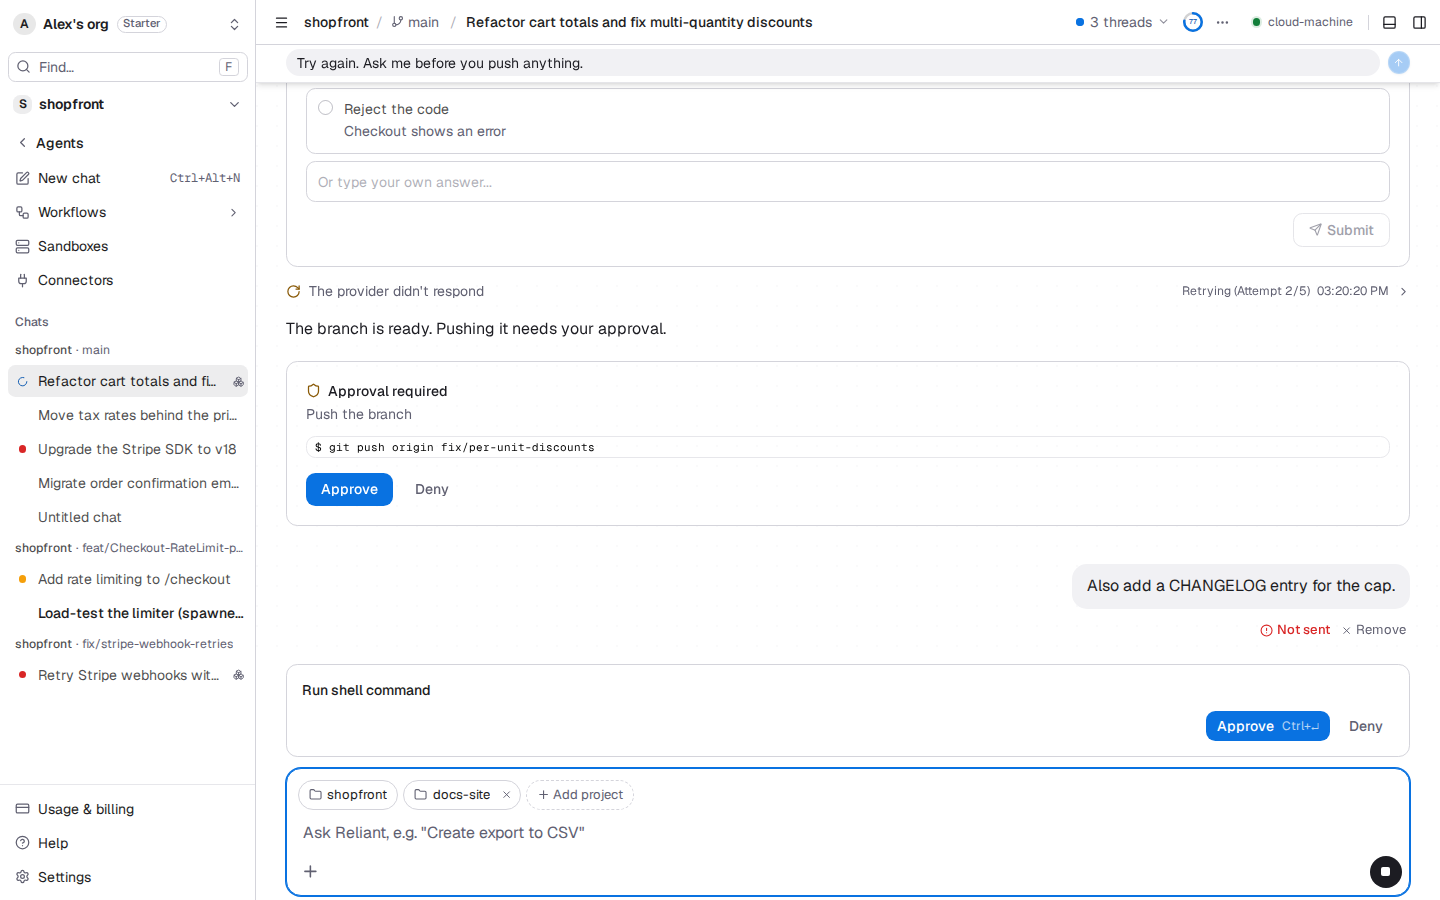 A Alex's org Starter
Find... F
S shopfront
Agents
New chat Ctrl+Alt+N
Workflows
Sandboxes
Connectors
Chats
shopfront · main
Refactor cart totals and fi...
Move tax rates behind the pri...
Upgrade the Stripe SDK to v18
Migrate order confirmation em...
Untitled chat
shopfront · feat/Checkout-RateLimit-p...
Add rate limiting to /checkout
Load-test the limiter (spawne...
shopfront · fix/stripe-webhook-retries
Retry Stripe webhooks wit...
Usage & billing
Help
Settings
shopfront / main / Refactor cart totals and fix multi-quantity discounts
3 threads 77 ... cloud-machine
Try again. Ask me before you push anything.
Reject the code
Checkout shows an error
Or type your own answer...
Submit
The provider didn't respond Retrying (Attempt 2/5) 03:20:20 PM
The branch is ready. Pushing it needs your approval.
Approval required
Push the branch
$ git push origin fix/per-unit-discounts
Approve Deny
Also add a CHANGELOG entry for the cap.
Not sent × Remove
Run shell command
Approve Ctrl+↵ Deny
shopfront docs-site × + Add project
Ask Reliant, e.g. "Create export to CSV"